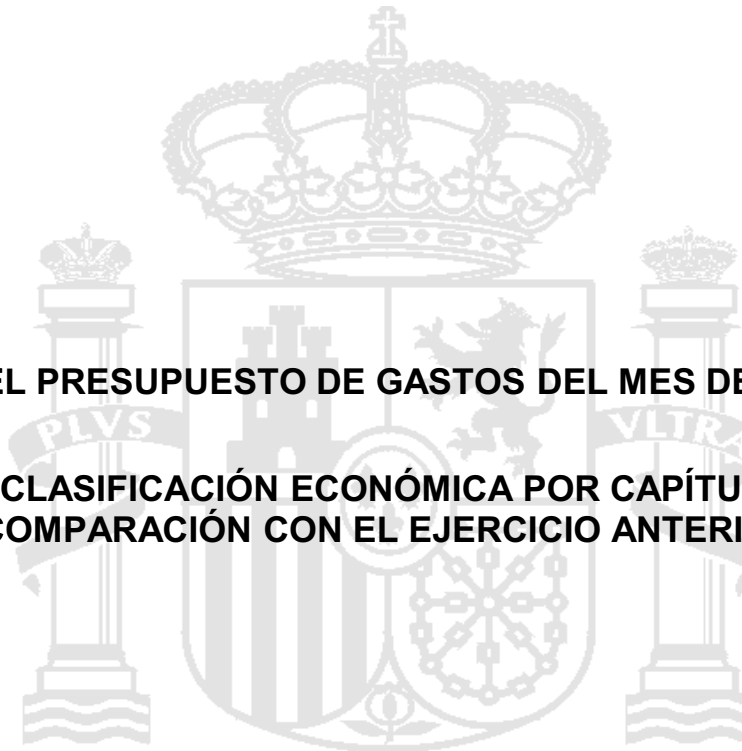 EL PRESUPUESTO DE GASTOS DEL MES DE
PLVS VLTRA
CLASIFICACIÓN ECONÓMICA POR CAPÍTU
COMPARACIÓN CON EL EJERCICIO ANTERI